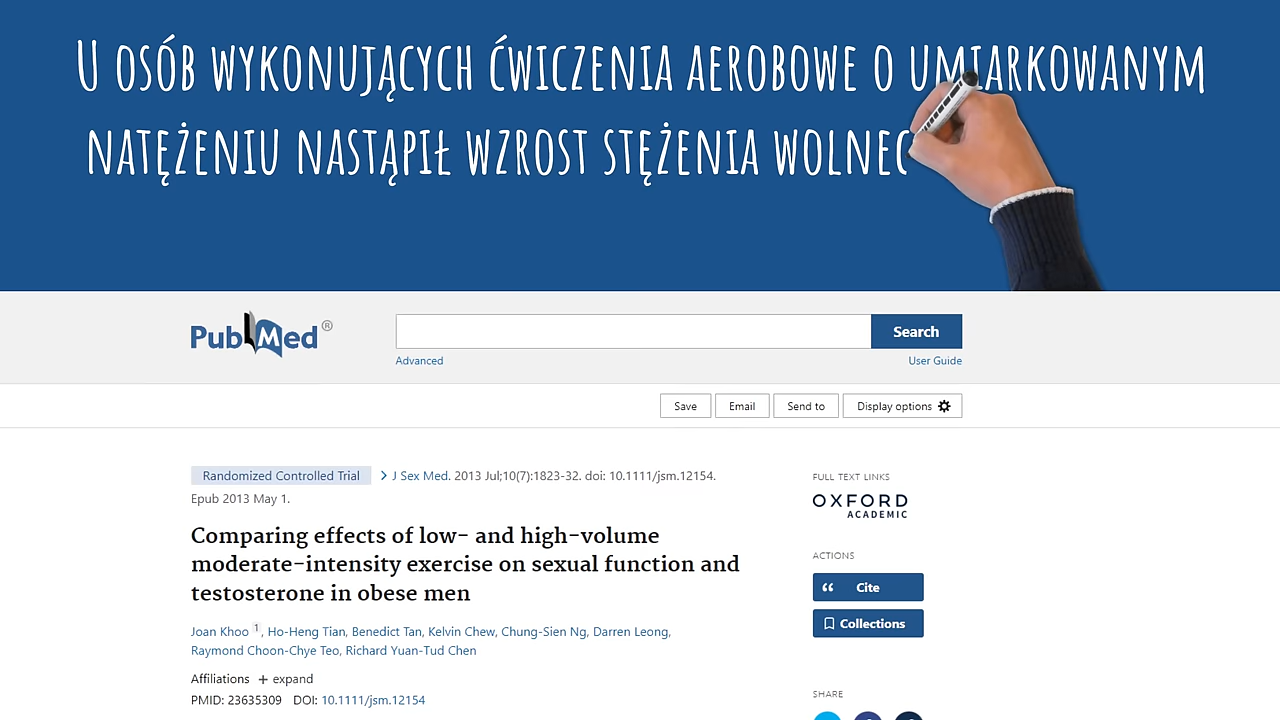 U OSÓB WYKONUJĄCYCH ĆWICZENIA AEROBOWE O UMIARKOWANYM
NATĘŻENIU NASTĄPIŁ WZROST STĘŻENIA
PubMed®
Search
Advanced
User Guide
Save
Email
Send to
Display options
Randomized Controlled Trial
J Sex Med. 2013 Jul;10(7):1823-32. doi: 10.1111/jsm.12154.
Epub 2013 May 1.
Comparing effects of low- and high-volume
moderate-intensity exercise on sexual function and
testosterone in obese men
Joan Khoo 1, Ho-Heng Tian, Benedict Tan, Kelvin Chew, Chung-Sien Ng, Darren Leong,
Raymond Choon-Chye Teo, Richard Yuan-Tud Chen
Affiliations + expand
PMID: 23635309 DOI: 10.1111/jsm.12154
FULL TEXT LINKS
OXFORD
ACADEMIC
ACTIONS
Cite
Collections
SHARE